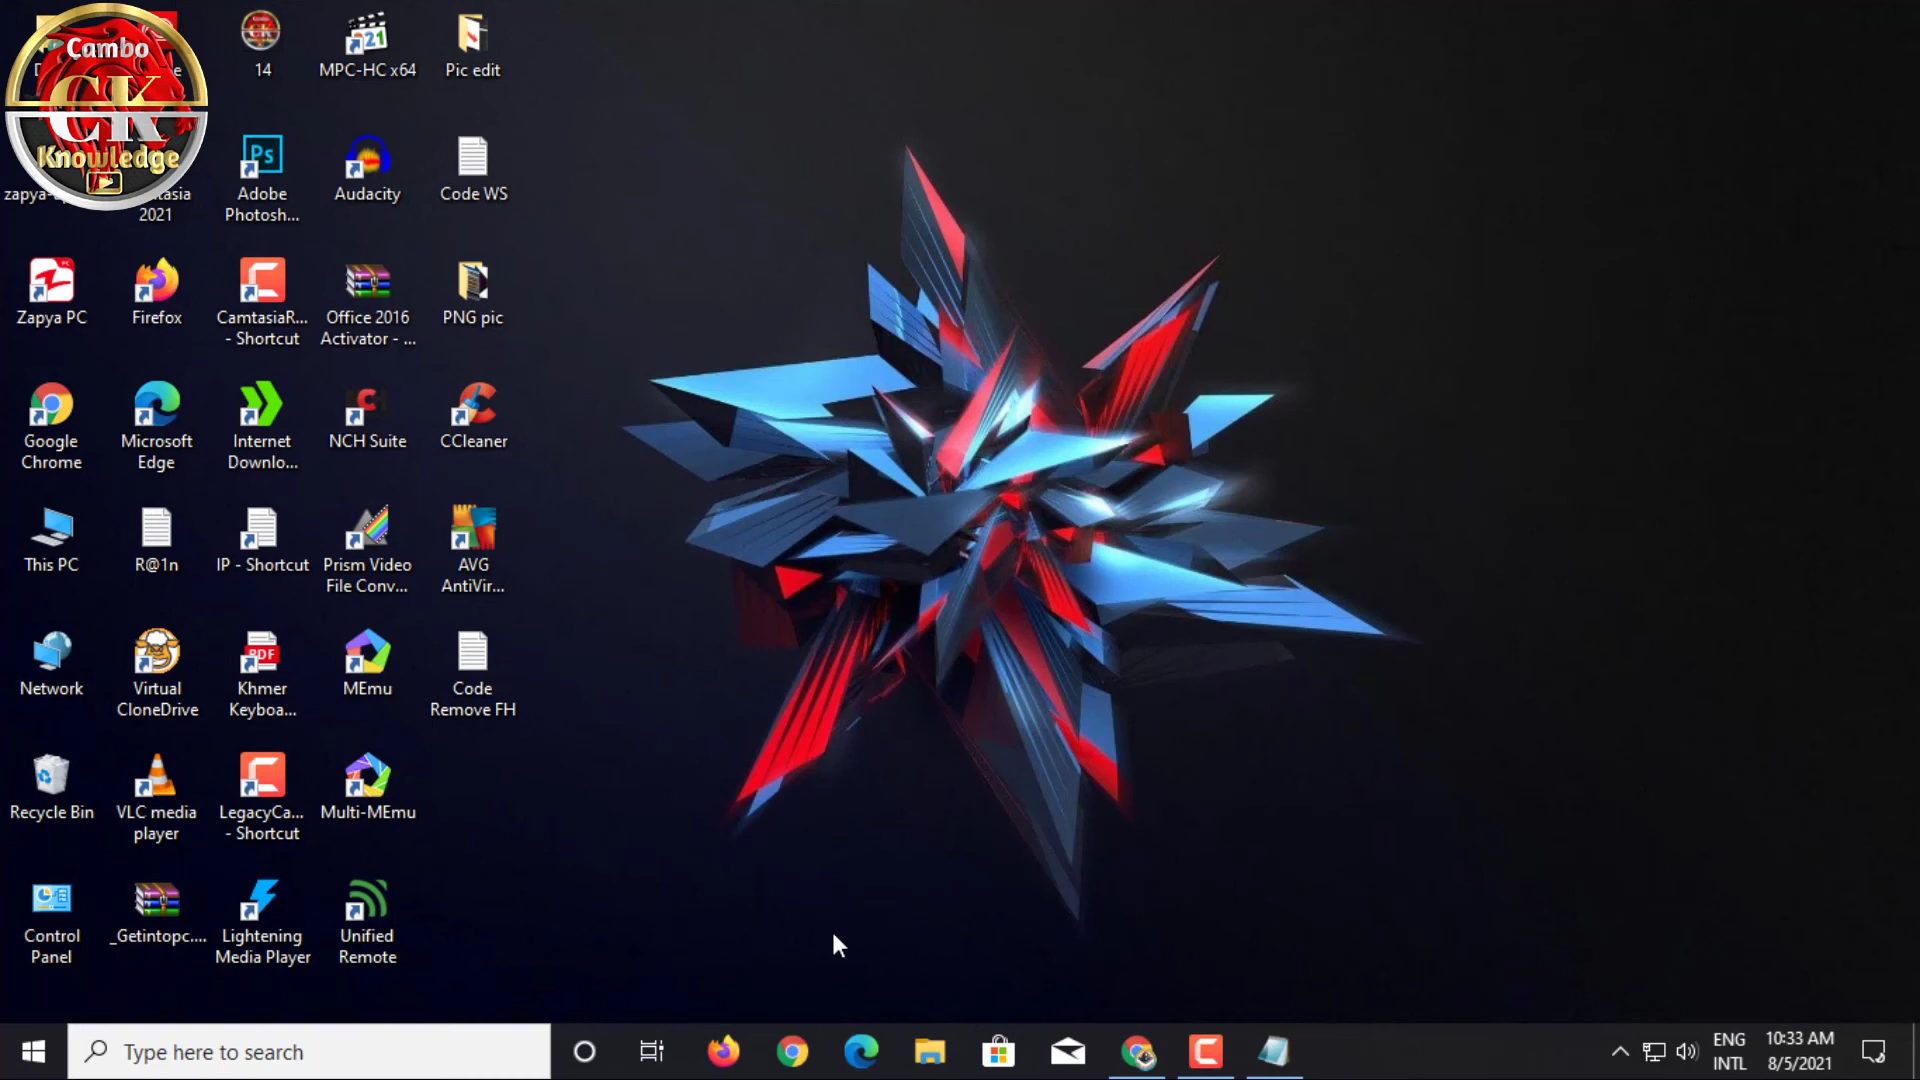 Cambo
CK
Knowledge
14
MPC-HC x64
Pic edit
2021
Adobe
Photosh...
Audacity
Code WS
Zapya PC
Firefox
CamtasiaR...
- Shortcut
Office 2016
Activator - ...
PNG pic
Google
Chrome
Microsoft
Edge
Internet
Downlo...
NCH Suite
CCleaner
This PC
R@1n
IP - Shortcut
Prism Video
File Conv...
AVG
AntiVir...
Network
Virtual
CloneDrive
Khmer
Keyboa...
MEmu
Code
Remove FH
Recycle Bin
VLC media
player
LegacyCa...
- Shortcut
Multi-MEmu
Control
Panel
_Getintopc....
Lightening
Media Player
Unified
Remote
Type here to search
ENG
INTL
10:33 AM
8/5/2021